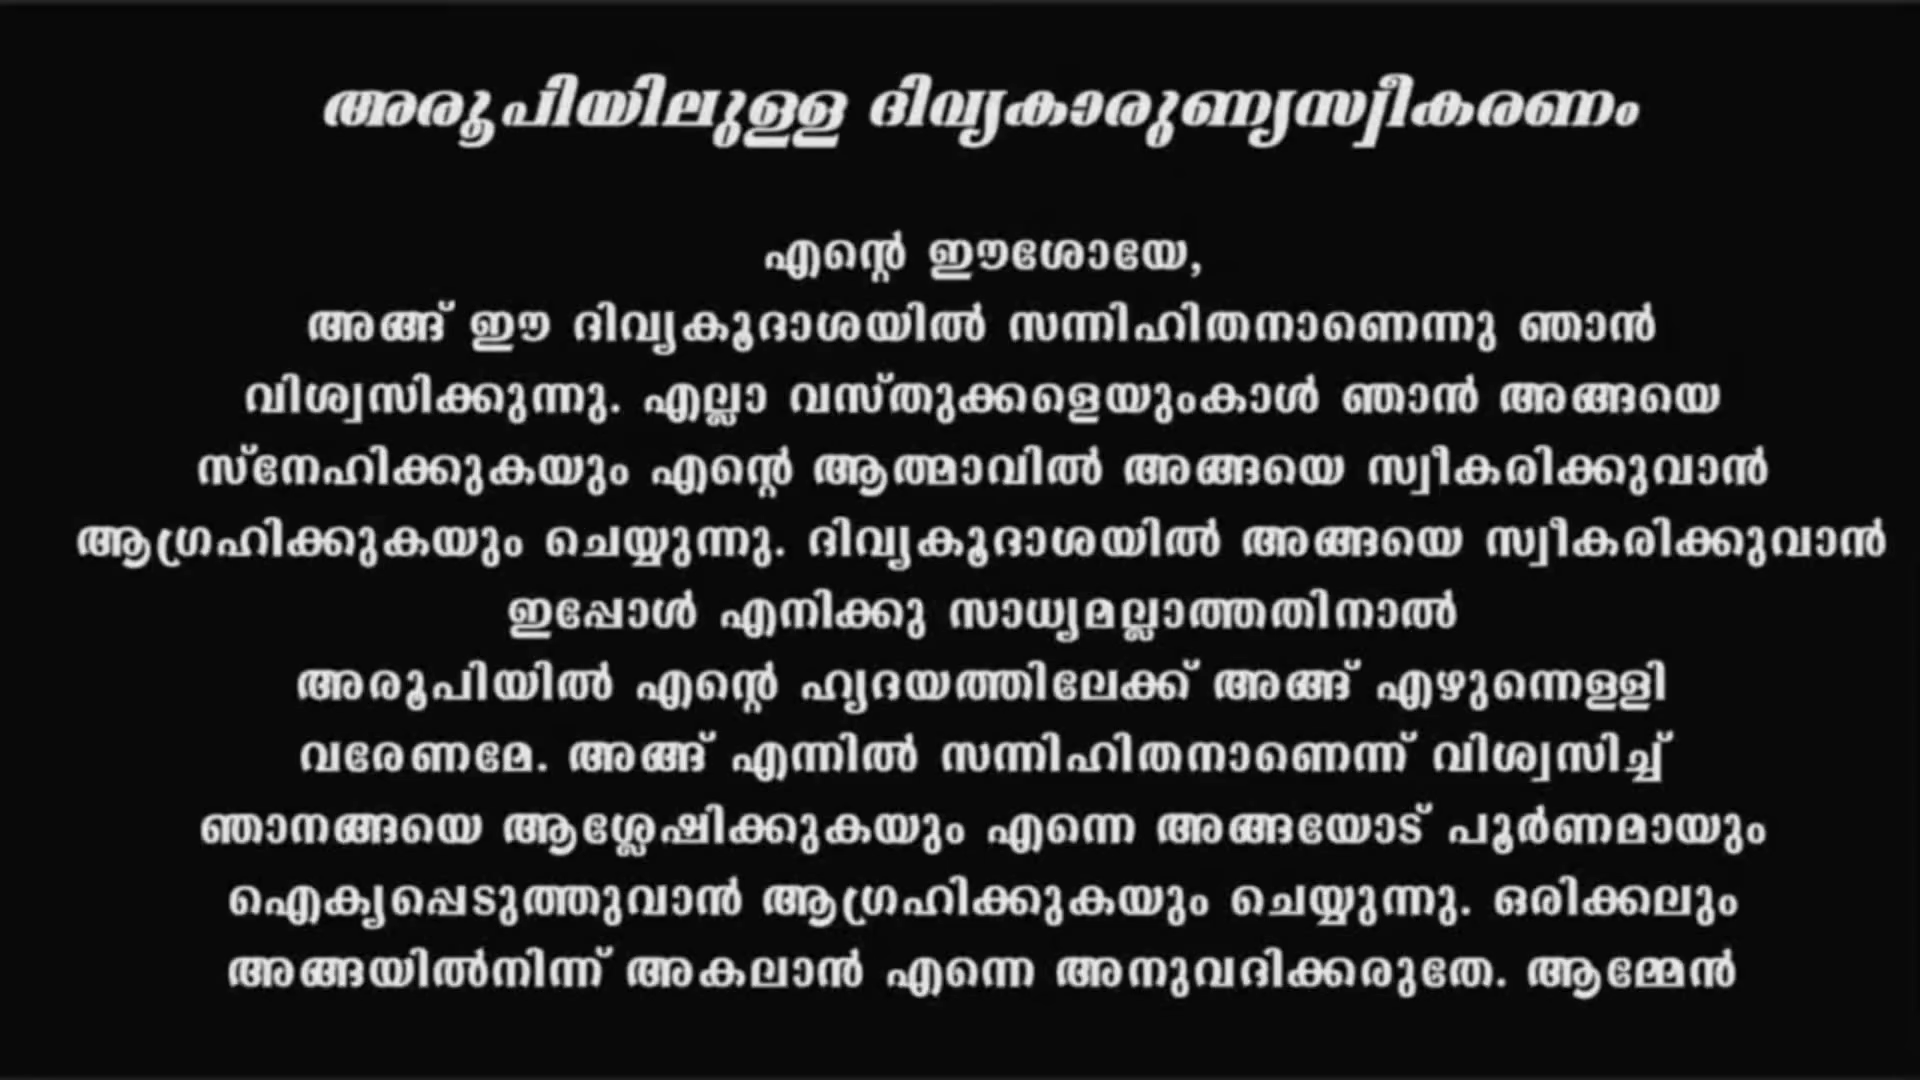 അരൂപിയിലുള്ള ദിവ്യകാരുണ്യസ്വീകരണം
എന്റെ ഈശോയേ,
അങ്ങ് ഈ ദിവ്യകൂദാശയിൽ സന്നിഹിതനാണെന്നു ഞാൻ
വിശ്വസിക്കുന്നു. എല്ലാ വസ്തുക്കളെയുംകാൾ ഞാൻ അങ്ങയെ
സ്നേഹിക്കുകയും എന്റെ ആത്മാവിൽ അങ്ങയെ സ്വീകരിക്കുവാൻ
ആഗ്രഹിക്കുകയും ചെയ്യുന്നു. ദിവ്യകൂദാശയിൽ അങ്ങയെ സ്വീകരിക്കുവാൻ
ഇപ്പോൾ എനിക്കു സാധ്യമല്ലാത്തതിനാൽ
അരൂപിയിൽ എന്റെ ഹൃദയത്തിലേക്ക് അങ്ങ് എഴുന്നെള്ളി
വരേണമേ. അങ്ങ് എന്നിൽ സന്നിഹിതനാണെന്ന് വിശ്വസിച്ച്
ഞാനങ്ങയെ ആശ്ലേഷിക്കുകയും എന്നെ അങ്ങയോട് പൂർണമായും
ഐക്യപ്പെടുത്തുവാൻ ആഗ്രഹിക്കുകയും ചെയ്യുന്നു. ഒരിക്കലും
അങ്ങയിൽനിന്ന് അകലാൻ എന്നെ അനുവദിക്കരുതേ. ആമ്മേൻ